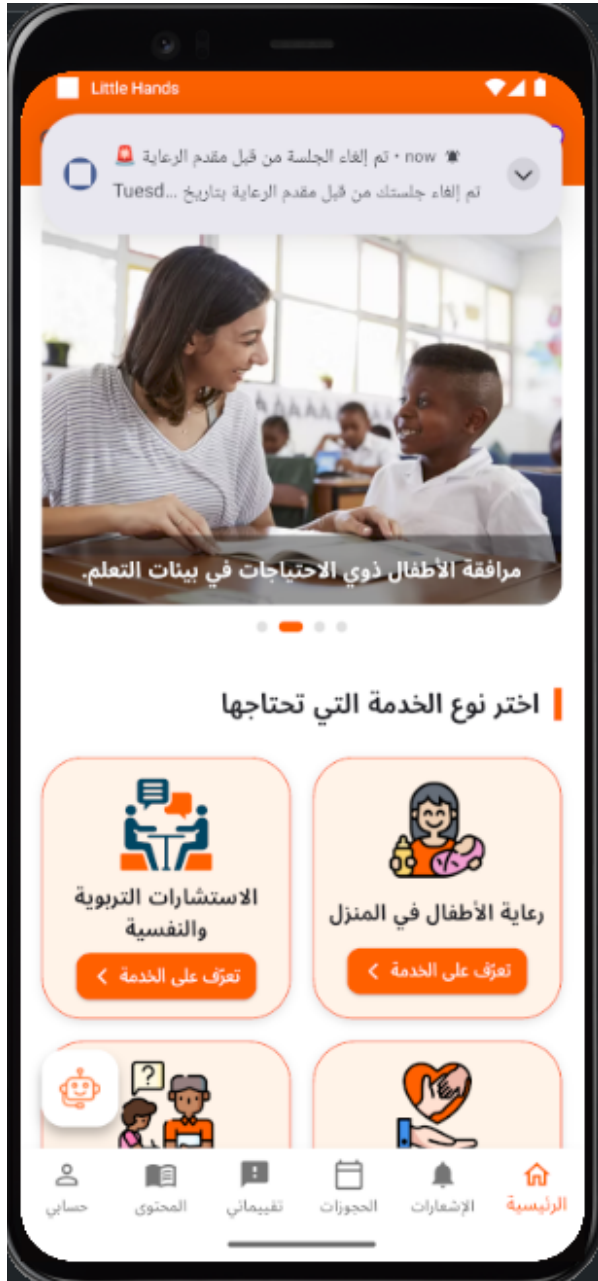 Little Hands
تم إلغاء الجلسة من قبل مقدم الرعاية 🚨 • now
تم إلغاء جلستك من قبل مقدم الرعاية بتاريخ ...Tuesd
مرافقة الأطفال ذوي الاحتياجات في بيئات التعلم.
اختر نوع الخدمة التي تحتاجها
رعاية الأطفال في المنزل
تعرّف على الخدمة
الاستشارات التربوية
والنفسية
تعرّف على الخدمة
?
الرئيسية
الإشعارات
الحجوزات
تقييماتي
المحتوى
حسابي